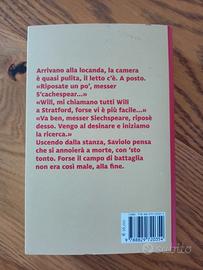 Arrivano alla locanda, la camera
è quasi pulita, il letto c'è. A posto.
«Riposate un po', messer
S'cachespear...»
«Will, mi chiamano tutti Will
a Stratford, forse vi è più facile...»
«Va ben, messer Siechspeare, riposè
desso. Vengo al desinare e iniziamo
la ricerca.»
Uscendo dalla stanza, Saviolo pensa
che si annoierà a morte, con 'sto
tonto. Forse il campo di battaglia
non era così male, alla fine.
subito